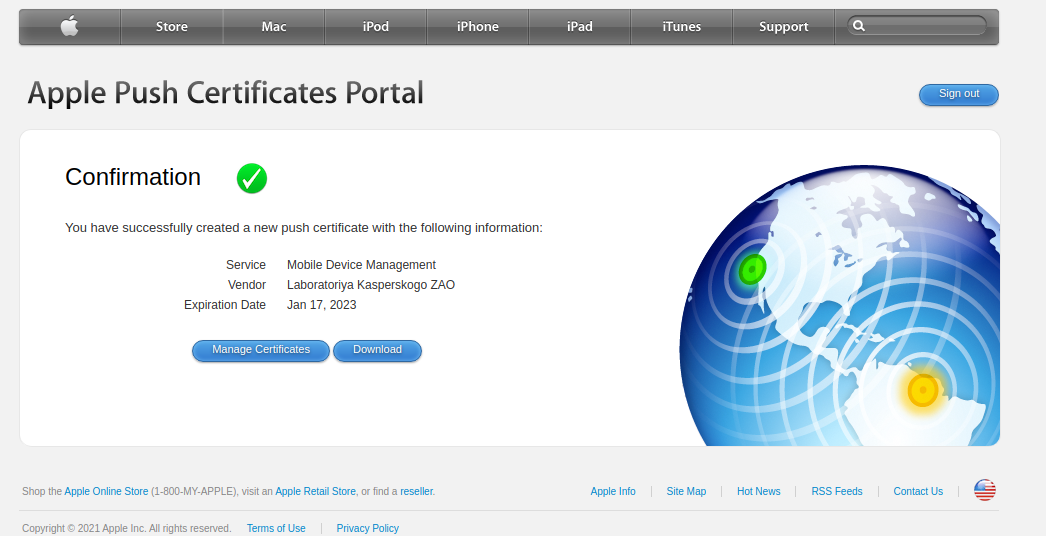 Store Mac iPod iPhone iPad iTunes Support
Apple Push Certificates Portal
Sign out
Confirmation
You have successfully created a new push certificate with the following information:
Service Mobile Device Management
Vendor Laboratoriya Kasperskogo ZAO
Expiration Date Jan 17, 2023
Manage Certificates Download
Shop the Apple Online Store (1-800-MY-APPLE), visit an Apple Retail Store, or find a reseller.
Apple Info Site Map Hot News RSS Feeds Contact Us
Copyright © 2021 Apple Inc. All rights reserved. Terms of Use Privacy Policy